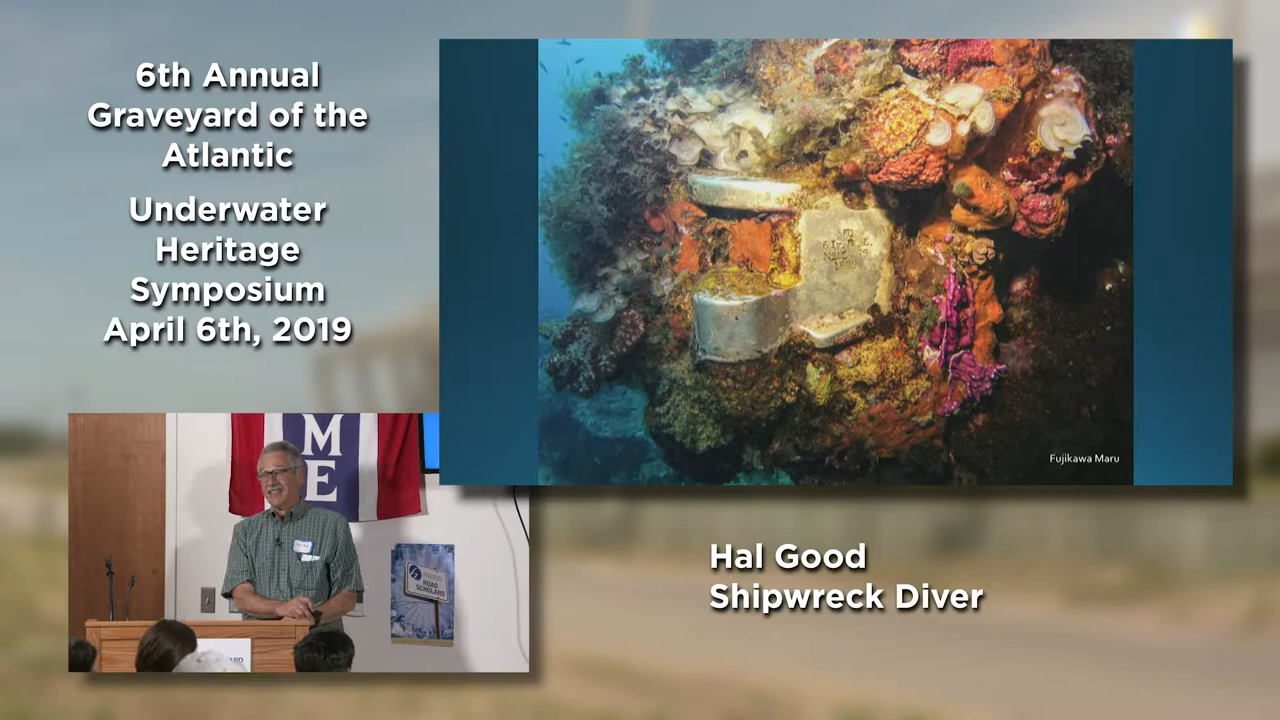 6th Annual
Graveyard of the
Atlantic
Underwater
Heritage
Symposium
April 6th, 2019
Fujikawa Maru
M
E
ROAD
SCHOLARS
Hal Good
Shipwreck Diver